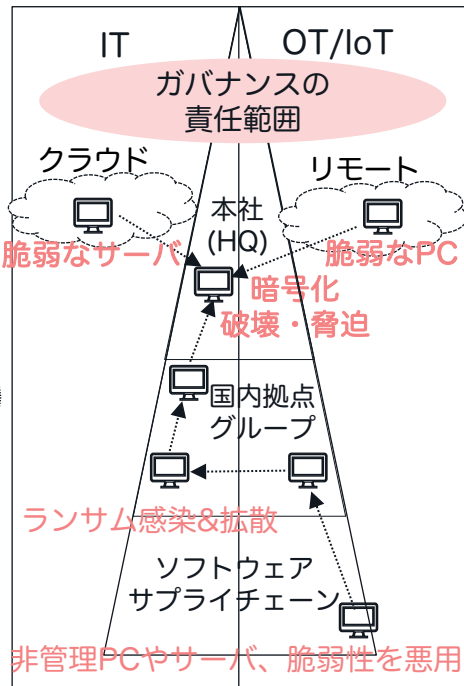 IT
OT/IoT
ガバナンスの
責任範囲
クラウド
リモート
本社
(HQ)
脆弱なサーバ
脆弱なPC
暗号化
破壊・脅迫
国内拠点
グループ
ランサム感染&拡散
ソフトウェア
サプライチェーン
非管理PCやサーバ、脆弱性を悪用